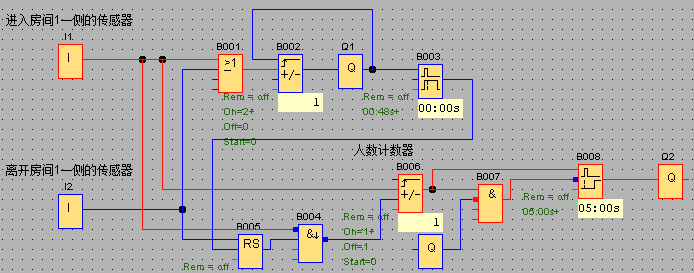 进入房间1一侧的传感器
I1
I
B001
>1
B002
+/-
1
Q1
Q
B003
00:00s
Rem = off
On=2+
Off=0
Start=0
Rem = off
00:48s+
人数计数器
离开房间1一侧的传感器
I2
I
B005
RS
Rem = off
B004
&↓
B006
+/-
1
Rem = off
On=1+
Off=1
Start=0
B007
&
Q
B008
05:00s
Rem = off
05:00s+
Q2
Q